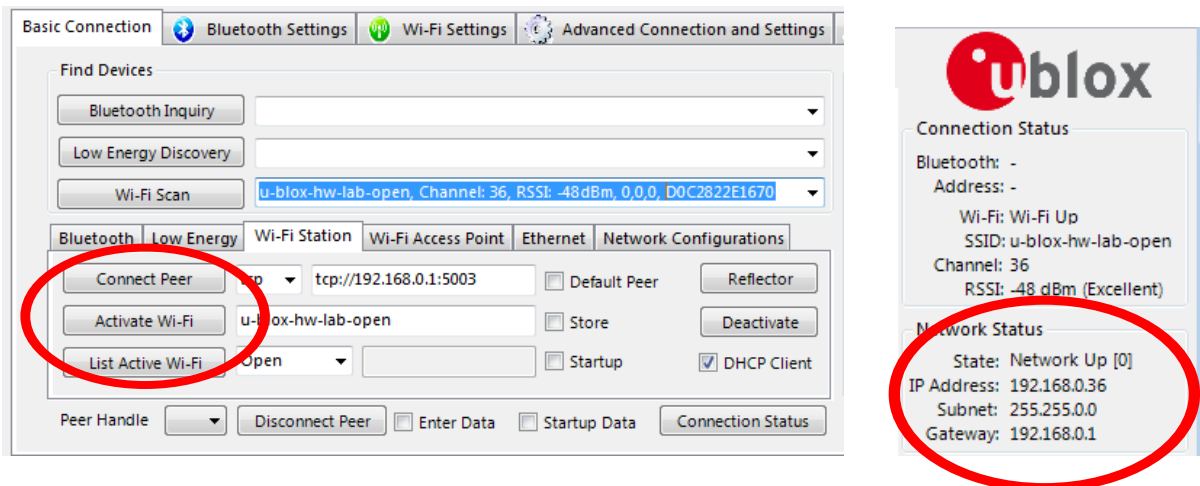 Basic Connection Bluetooth Settings Wi-Fi Settings Advanced Connection and Settings
Find Devices
Bluetooth Inquiry
Low Energy Discovery
Wi-Fi Scan u-blox-hw-lab-open, Channel: 36, RSSI: -48dBm, 0,0,0, D0C2822E1670
Bluetooth Low Energy Wi-Fi Station Wi-Fi Access Point Ethernet Network Configurations
Connect Peer tcp://192.168.0.1:5003 Default Peer Reflector
Activate Wi-Fi u-blox-hw-lab-open Store Deactivate
List Active Wi-Fi Open Startup DHCP Client
Peer Handle Disconnect Peer Enter Data Startup Data Connection Status
ublox
Connection Status
Bluetooth: -
Address: -
Wi-Fi: Wi-Fi Up
SSID: u-blox-hw-lab-open
Channel: 36
RSSI: -48 dBm (Excellent)
Network Status
State: Network Up [0]
IP Address: 192.168.0.36
Subnet: 255.255.0.0
Gateway: 192.168.0.1